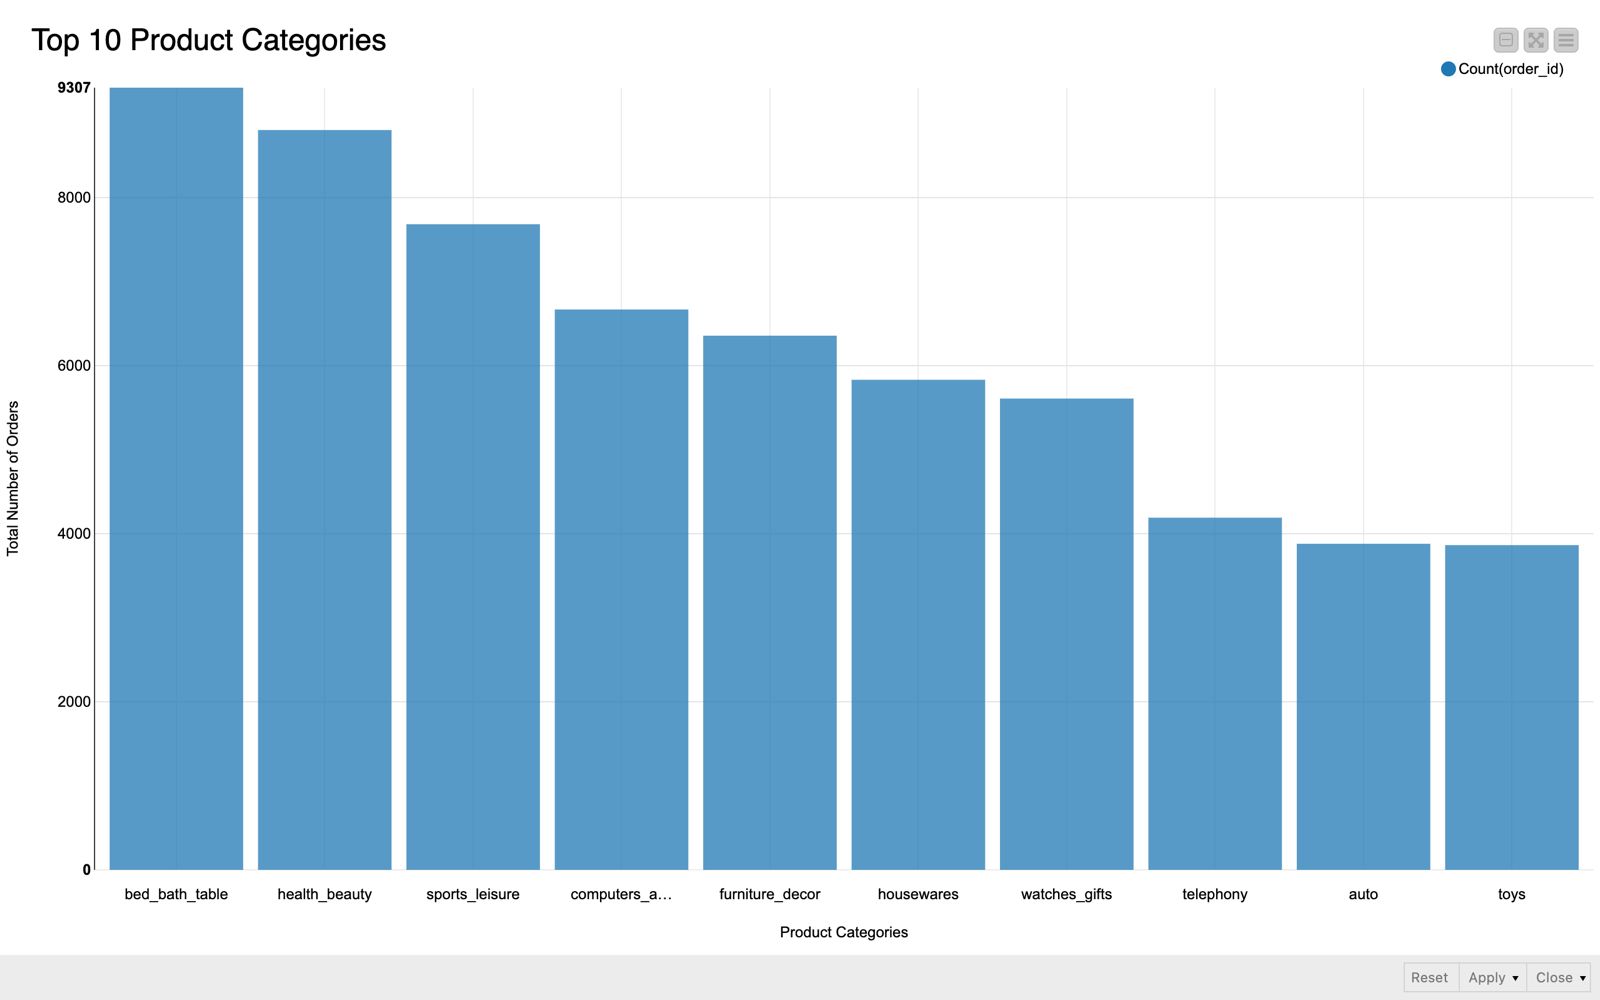 Top 10 Product Categories
Count(order_id)
9307
8000
6000
4000
2000
0
Total Number of Orders
bed_bath_table health_beauty sports_leisure computers_a… furniture_decor housewares watches_gifts telephony auto toys
Product Categories
Reset Apply Close